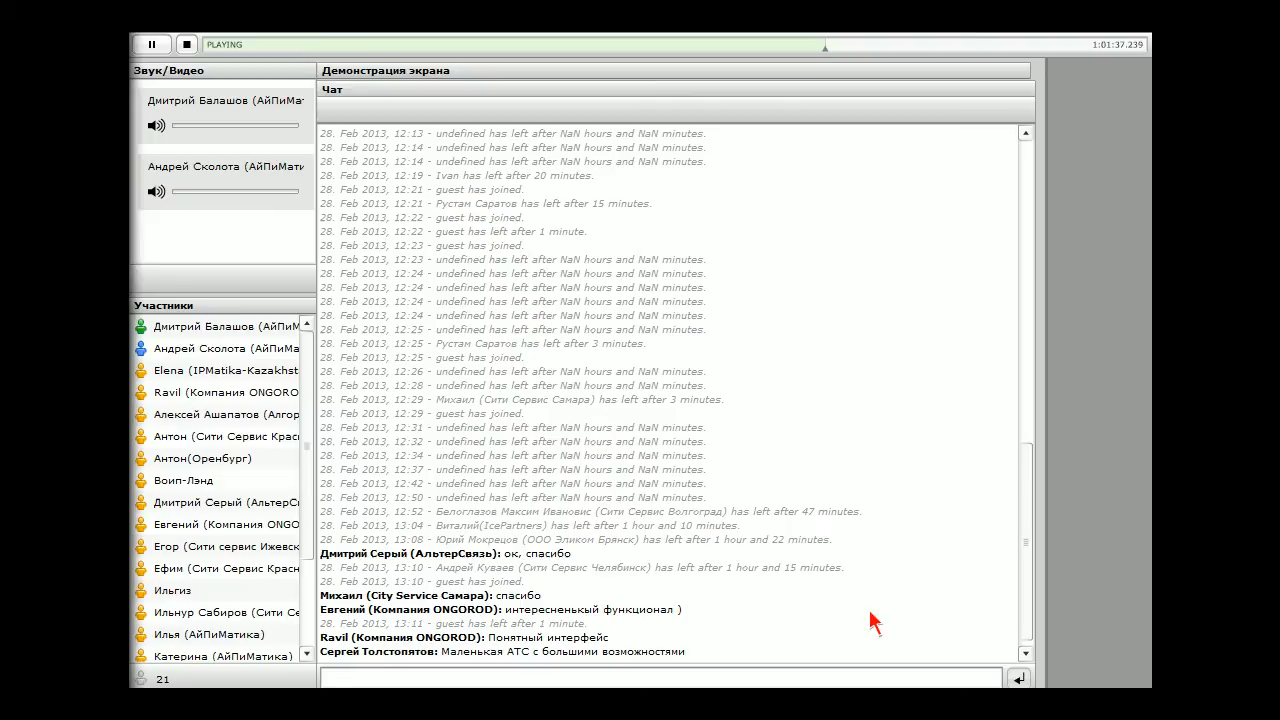 PLAYING
1:01:37.239
Звук/Видео
Демонстрация экрана
Чат
Дмитрий Балашов (АйПиМат
Андрей Сколота (АйПиМати
28. Feb 2013, 12:13 - undefined has left after NaN hours and NaN minutes.
28. Feb 2013, 12:14 - undefined has left after NaN hours and NaN minutes.
28. Feb 2013, 12:14 - undefined has left after NaN hours and NaN minutes.
28. Feb 2013, 12:19 - Ivan has left after 20 minutes.
28. Feb 2013, 12:21 - guest has joined.
28. Feb 2013, 12:21 - Рустам Саратов has left after 15 minutes.
28. Feb 2013, 12:22 - guest has joined.
28. Feb 2013, 12:22 - guest has left after 1 minute.
28. Feb 2013, 12:23 - guest has joined.
28. Feb 2013, 12:23 - undefined has left after NaN hours and NaN minutes.
28. Feb 2013, 12:24 - undefined has left after NaN hours and NaN minutes.
28. Feb 2013, 12:24 - undefined has left after NaN hours and NaN minutes.
28. Feb 2013, 12:24 - undefined has left after NaN hours and NaN minutes.
28. Feb 2013, 12:24 - undefined has left after NaN hours and NaN minutes.
28. Feb 2013, 12:25 - undefined has left after NaN hours and NaN minutes.
28. Feb 2013, 12:25 - Рустам Саратов has left after 3 minutes.
28. Feb 2013, 12:25 - guest has joined.
28. Feb 2013, 12:26 - undefined has left after NaN hours and NaN minutes.
28. Feb 2013, 12:28 - undefined has left after NaN hours and NaN minutes.
28. Feb 2013, 12:29 - Михаил (Сити Сервис Самара) has left after 3 minutes.
28. Feb 2013, 12:29 - guest has joined.
28. Feb 2013, 12:31 - undefined has left after NaN hours and NaN minutes.
28. Feb 2013, 12:32 - undefined has left after NaN hours and NaN minutes.
28. Feb 2013, 12:34 - undefined has left after NaN hours and NaN minutes.
28. Feb 2013, 12:37 - undefined has left after NaN hours and NaN minutes.
28. Feb 2013, 12:42 - undefined has left after NaN hours and NaN minutes.
28. Feb 2013, 12:50 - undefined has left after NaN hours and NaN minutes.
28. Feb 2013, 12:52 - Белоглазов Максим Иванович (Сити Сервис Волгоград) has left after 47 minutes.
28. Feb 2013, 13:04 - Виталий(IcePartners) has left after 1 hour and 10 minutes.
28. Feb 2013, 13:08 - Юрий Мокрецов (ООО Эликом Брянск) has left after 1 hour and 22 minutes.
Дмитрий Серый (АльтерСвязь): ок, спасибо
28. Feb 2013, 13:10 - Андрей Куваев (Сити Сервис Челябинск) has left after 1 hour and 15 minutes.
28. Feb 2013, 13:10 - guest has joined.
Михаил (City Service Самара): спасибо
Евгений (Компания ONGOROD): интересненький функционал )
28. Feb 2013, 13:11 - guest has left after 1 minute.
Ravil (Компания ONGOROD): Понятный интерфейс
Сергей Толстопятов: Маленькая АТС с большими возможностями
Участники
Дмитрий Балашов (АйПиМ
Андрей Сколота (АйПиМа
Elena (IPMatika-Kazakhst
Ravil (Компания ONGOROD
Алексей Ашапатов (Алгор
Антон (Сити Сервис Крас
Антон(Оренбург)
Воип-Лэнд
Дмитрий Серый (АльтерСв
Евгений (Компания ONGO
Егор (Сити сервис Ижевск
Ефим (Сити Сервис Красн
Ильгиз
Ильнур Сабиров (Сити Се
Илья (АйПиМатика)
Катерина (АйПиМатика)
21